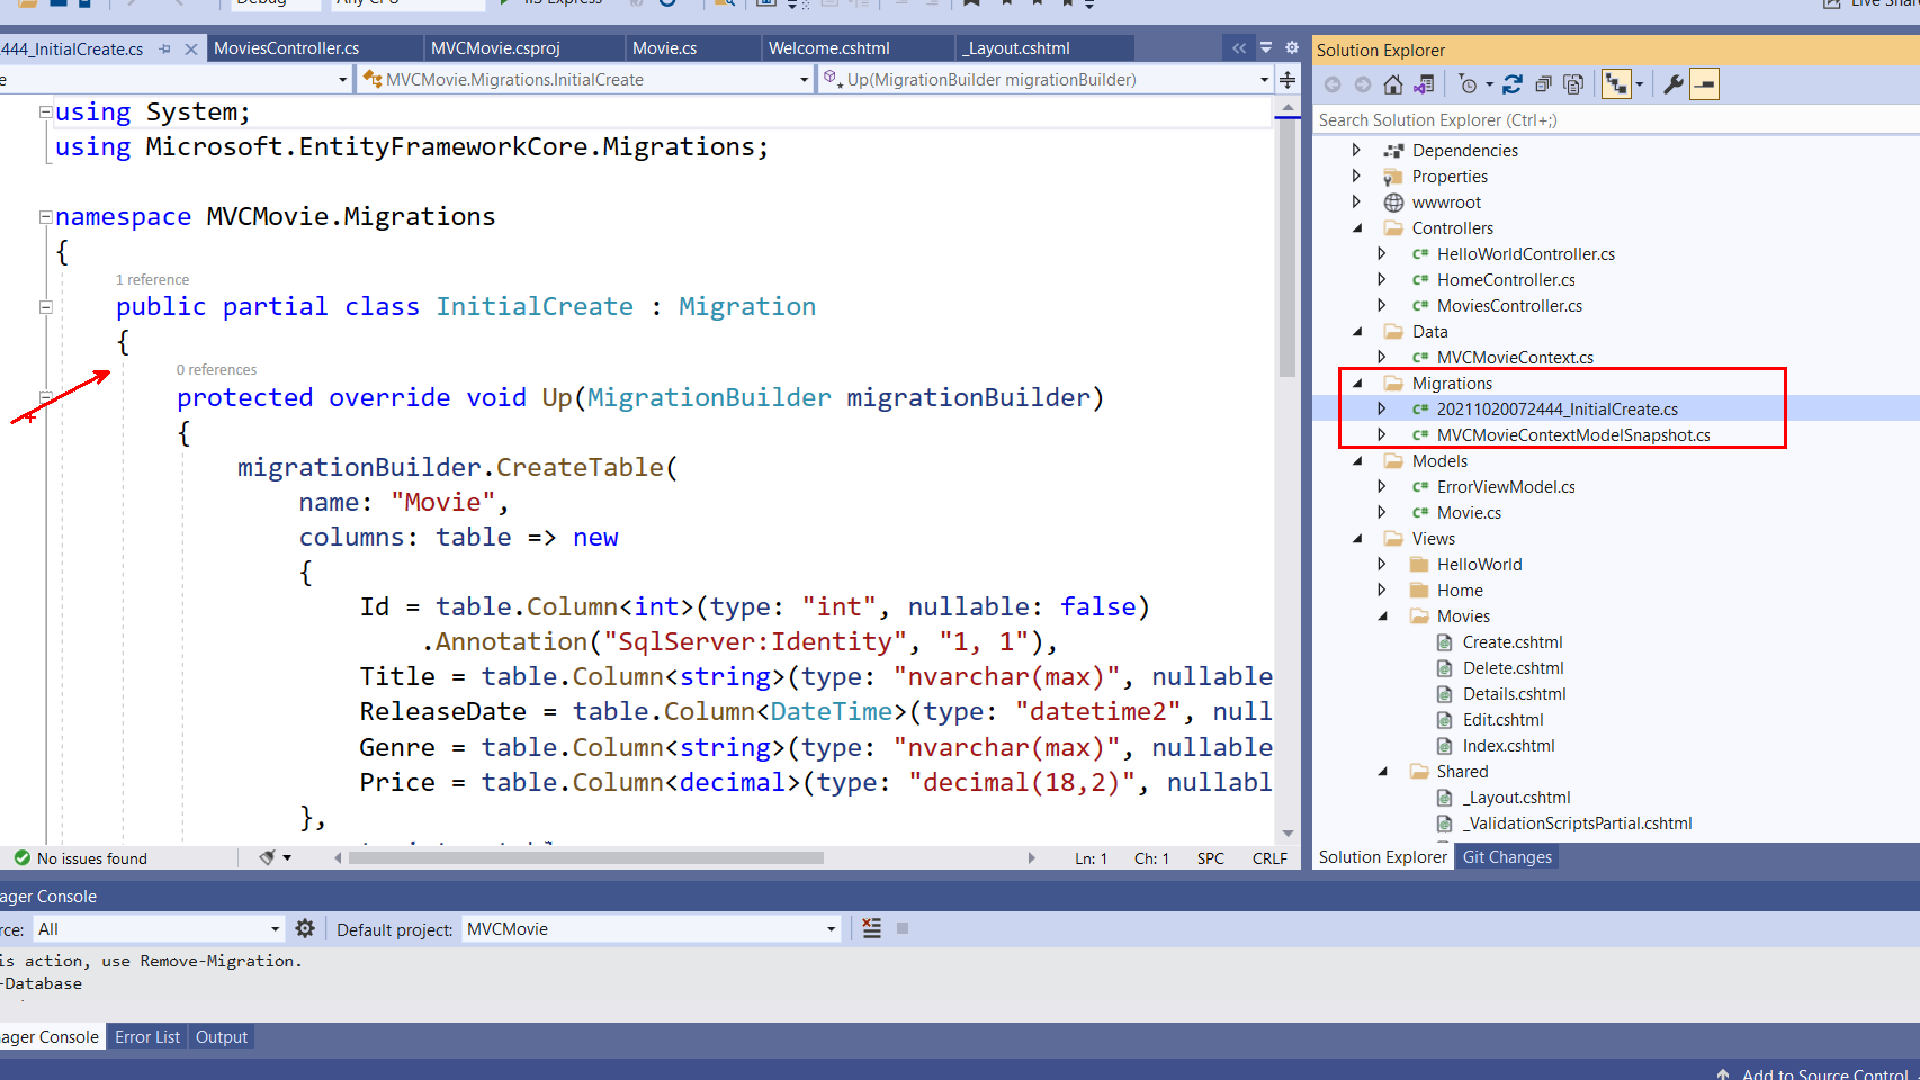 Debug
Any CPU
IIS Express
Live Share
444_InitialCreate.cs
MoviesController.cs
MVCMovie.csproj
Movie.cs
Welcome.cshtml
_Layout.cshtml
MVCMovie.Migrations.InitialCreate
Up(MigrationBuilder migrationBuilder)
using System;
using Microsoft.EntityFrameworkCore.Migrations;
namespace MVCMovie.Migrations
{
1 reference
public partial class InitialCreate : Migration
{
0 references
protected override void Up(MigrationBuilder migrationBuilder)
{
migrationBuilder.CreateTable(
name: "Movie",
columns: table => new
{
Id = table.Column<int>(type: "int", nullable: false)
.Annotation("SqlServer:Identity", "1, 1"),
Title = table.Column<string>(type: "nvarchar(max)", nullable
ReleaseDate = table.Column<DateTime>(type: "datetime2", null
Genre = table.Column<string>(type: "nvarchar(max)", nullable
Price = table.Column<decimal>(type: "decimal(18,2)", nullabl
},
No issues found
Ln: 1
Ch: 1
SPC
CRLF
Solution Explorer
Search Solution Explorer (Ctrl+;)
Dependencies
Properties
wwwroot
Controllers
C# HelloWorldController.cs
C# HomeController.cs
C# MoviesController.cs
Data
C# MVCMovieContext.cs
Migrations
C# 20211020072444_InitialCreate.cs
C# MVCMovieContextModelSnapshot.cs
Models
C# ErrorViewModel.cs
C# Movie.cs
Views
HelloWorld
Home
Movies
Create.cshtml
Delete.cshtml
Details.cshtml
Edit.cshtml
Index.cshtml
Shared
_Layout.cshtml
_ValidationScriptsPartial.cshtml
Solution Explorer
Git Changes
ager Console
rce: All
Default project: MVCMovie
is action, use Remove-Migration.
-Database
ager Console
Error List
Output
Add to Source Control